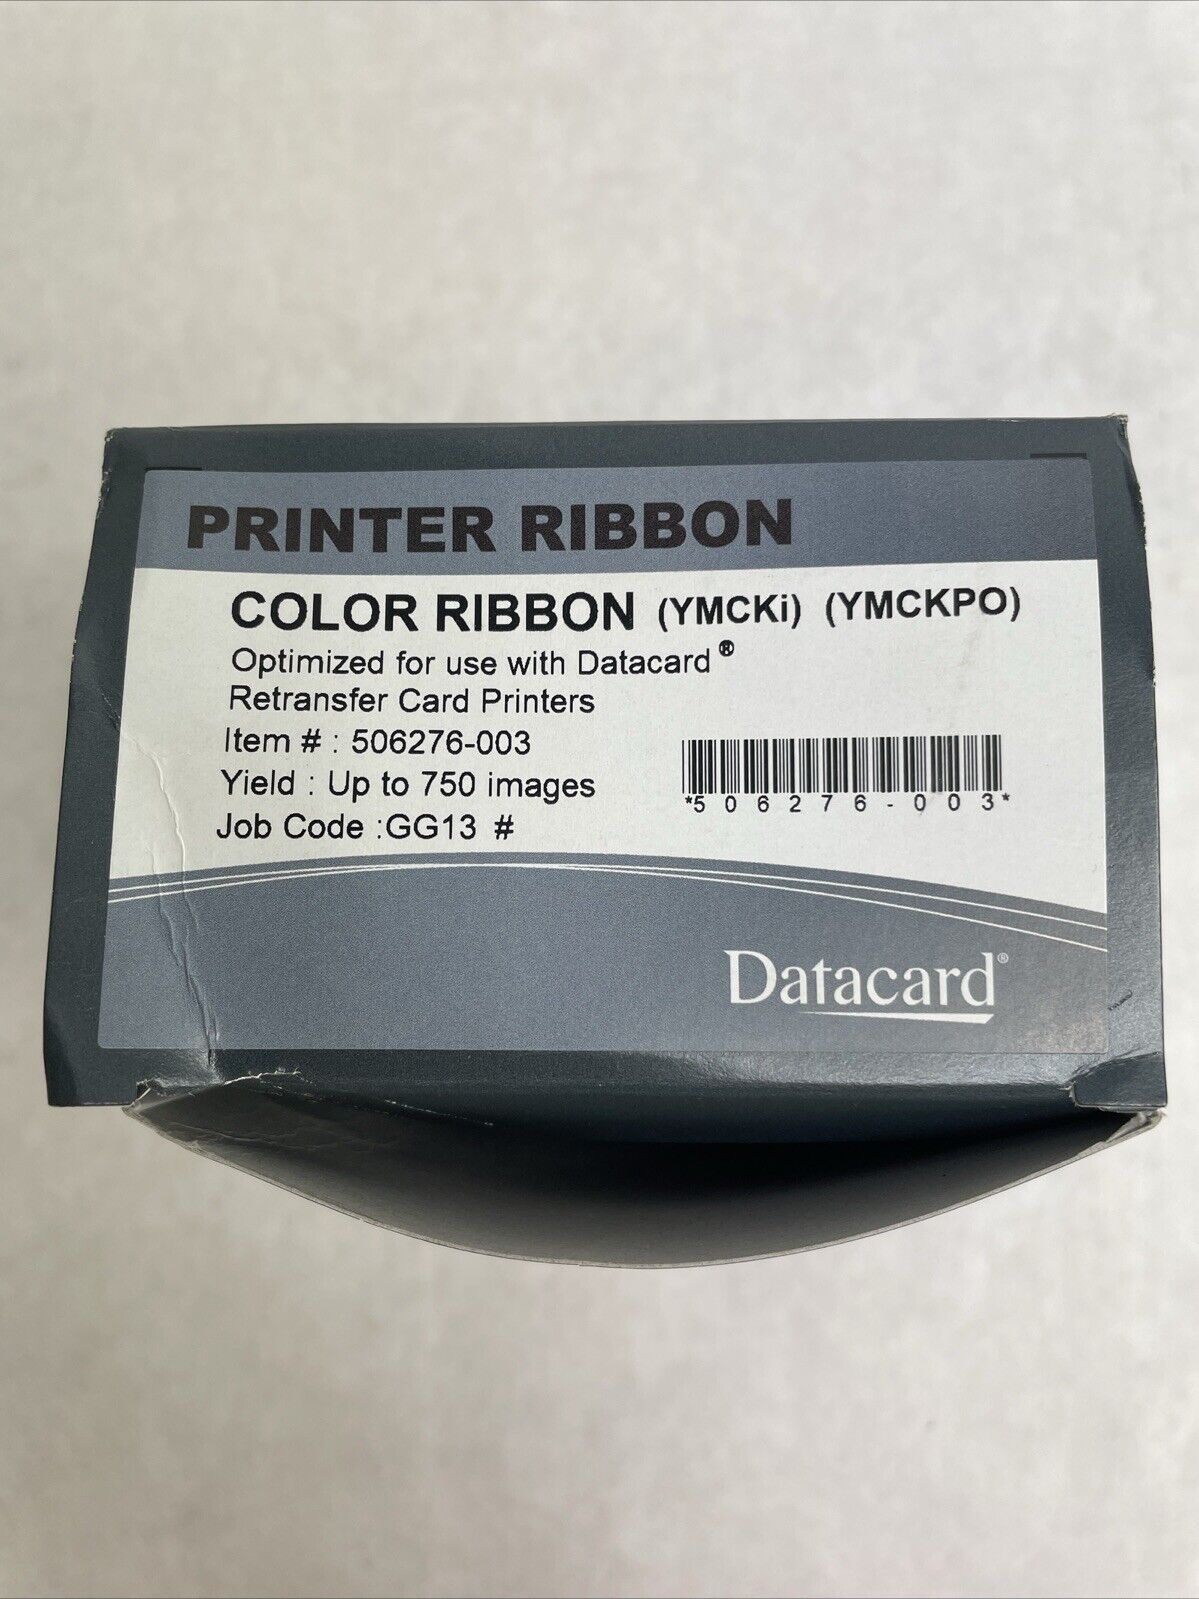 PRINTER RIBBON
COLOR RIBBON (YMCKi) (YMCKPO)
Optimized for use with Datacard®
Retransfer Card Printers
Item # : 506276-003
Yield : Up to 750 images
Job Code :GG13 #
*506276-003*
Datacard®